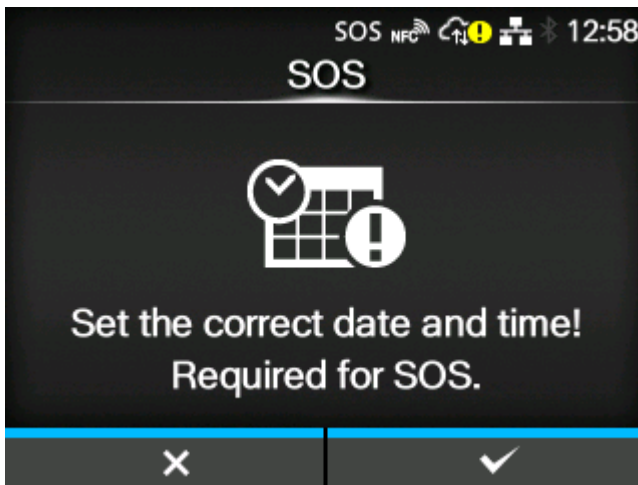 SOS NFC 12:58
SOS
Set the correct date and time!
Required for SOS.